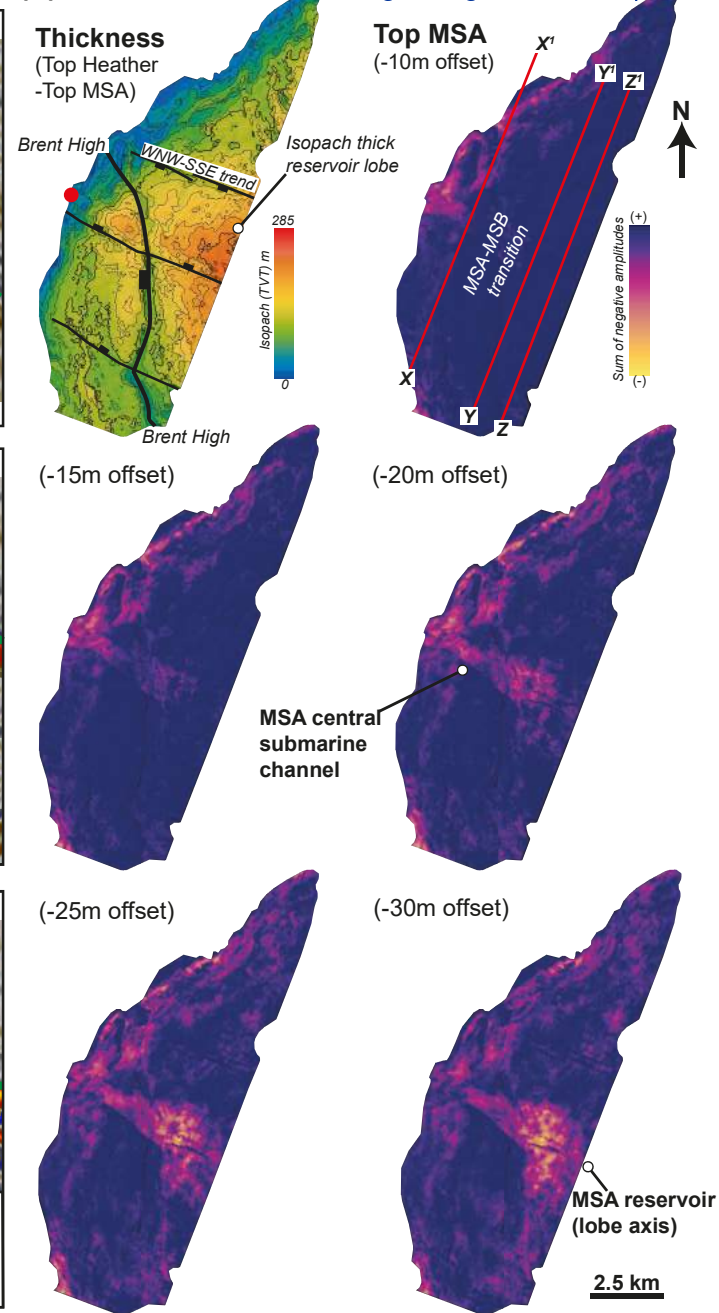 Thickness
(Top Heather
-Top MSA)
Brent High
WNW-SSE trend
Isopach thick
reservoir lobe
285
Isopach (TVT) m
0
Brent High
Top MSA
(-10m offset)
X¹
Y¹
Z¹
N
MSA-MSB
transition
(+)
Sum of negative amplitudes
(-)
X
Y
Z
(-15m offset)
(-20m offset)
MSA central
submarine
channel
(-25m offset)
(-30m offset)
MSA reservoir
(lobe axis)
2.5 km